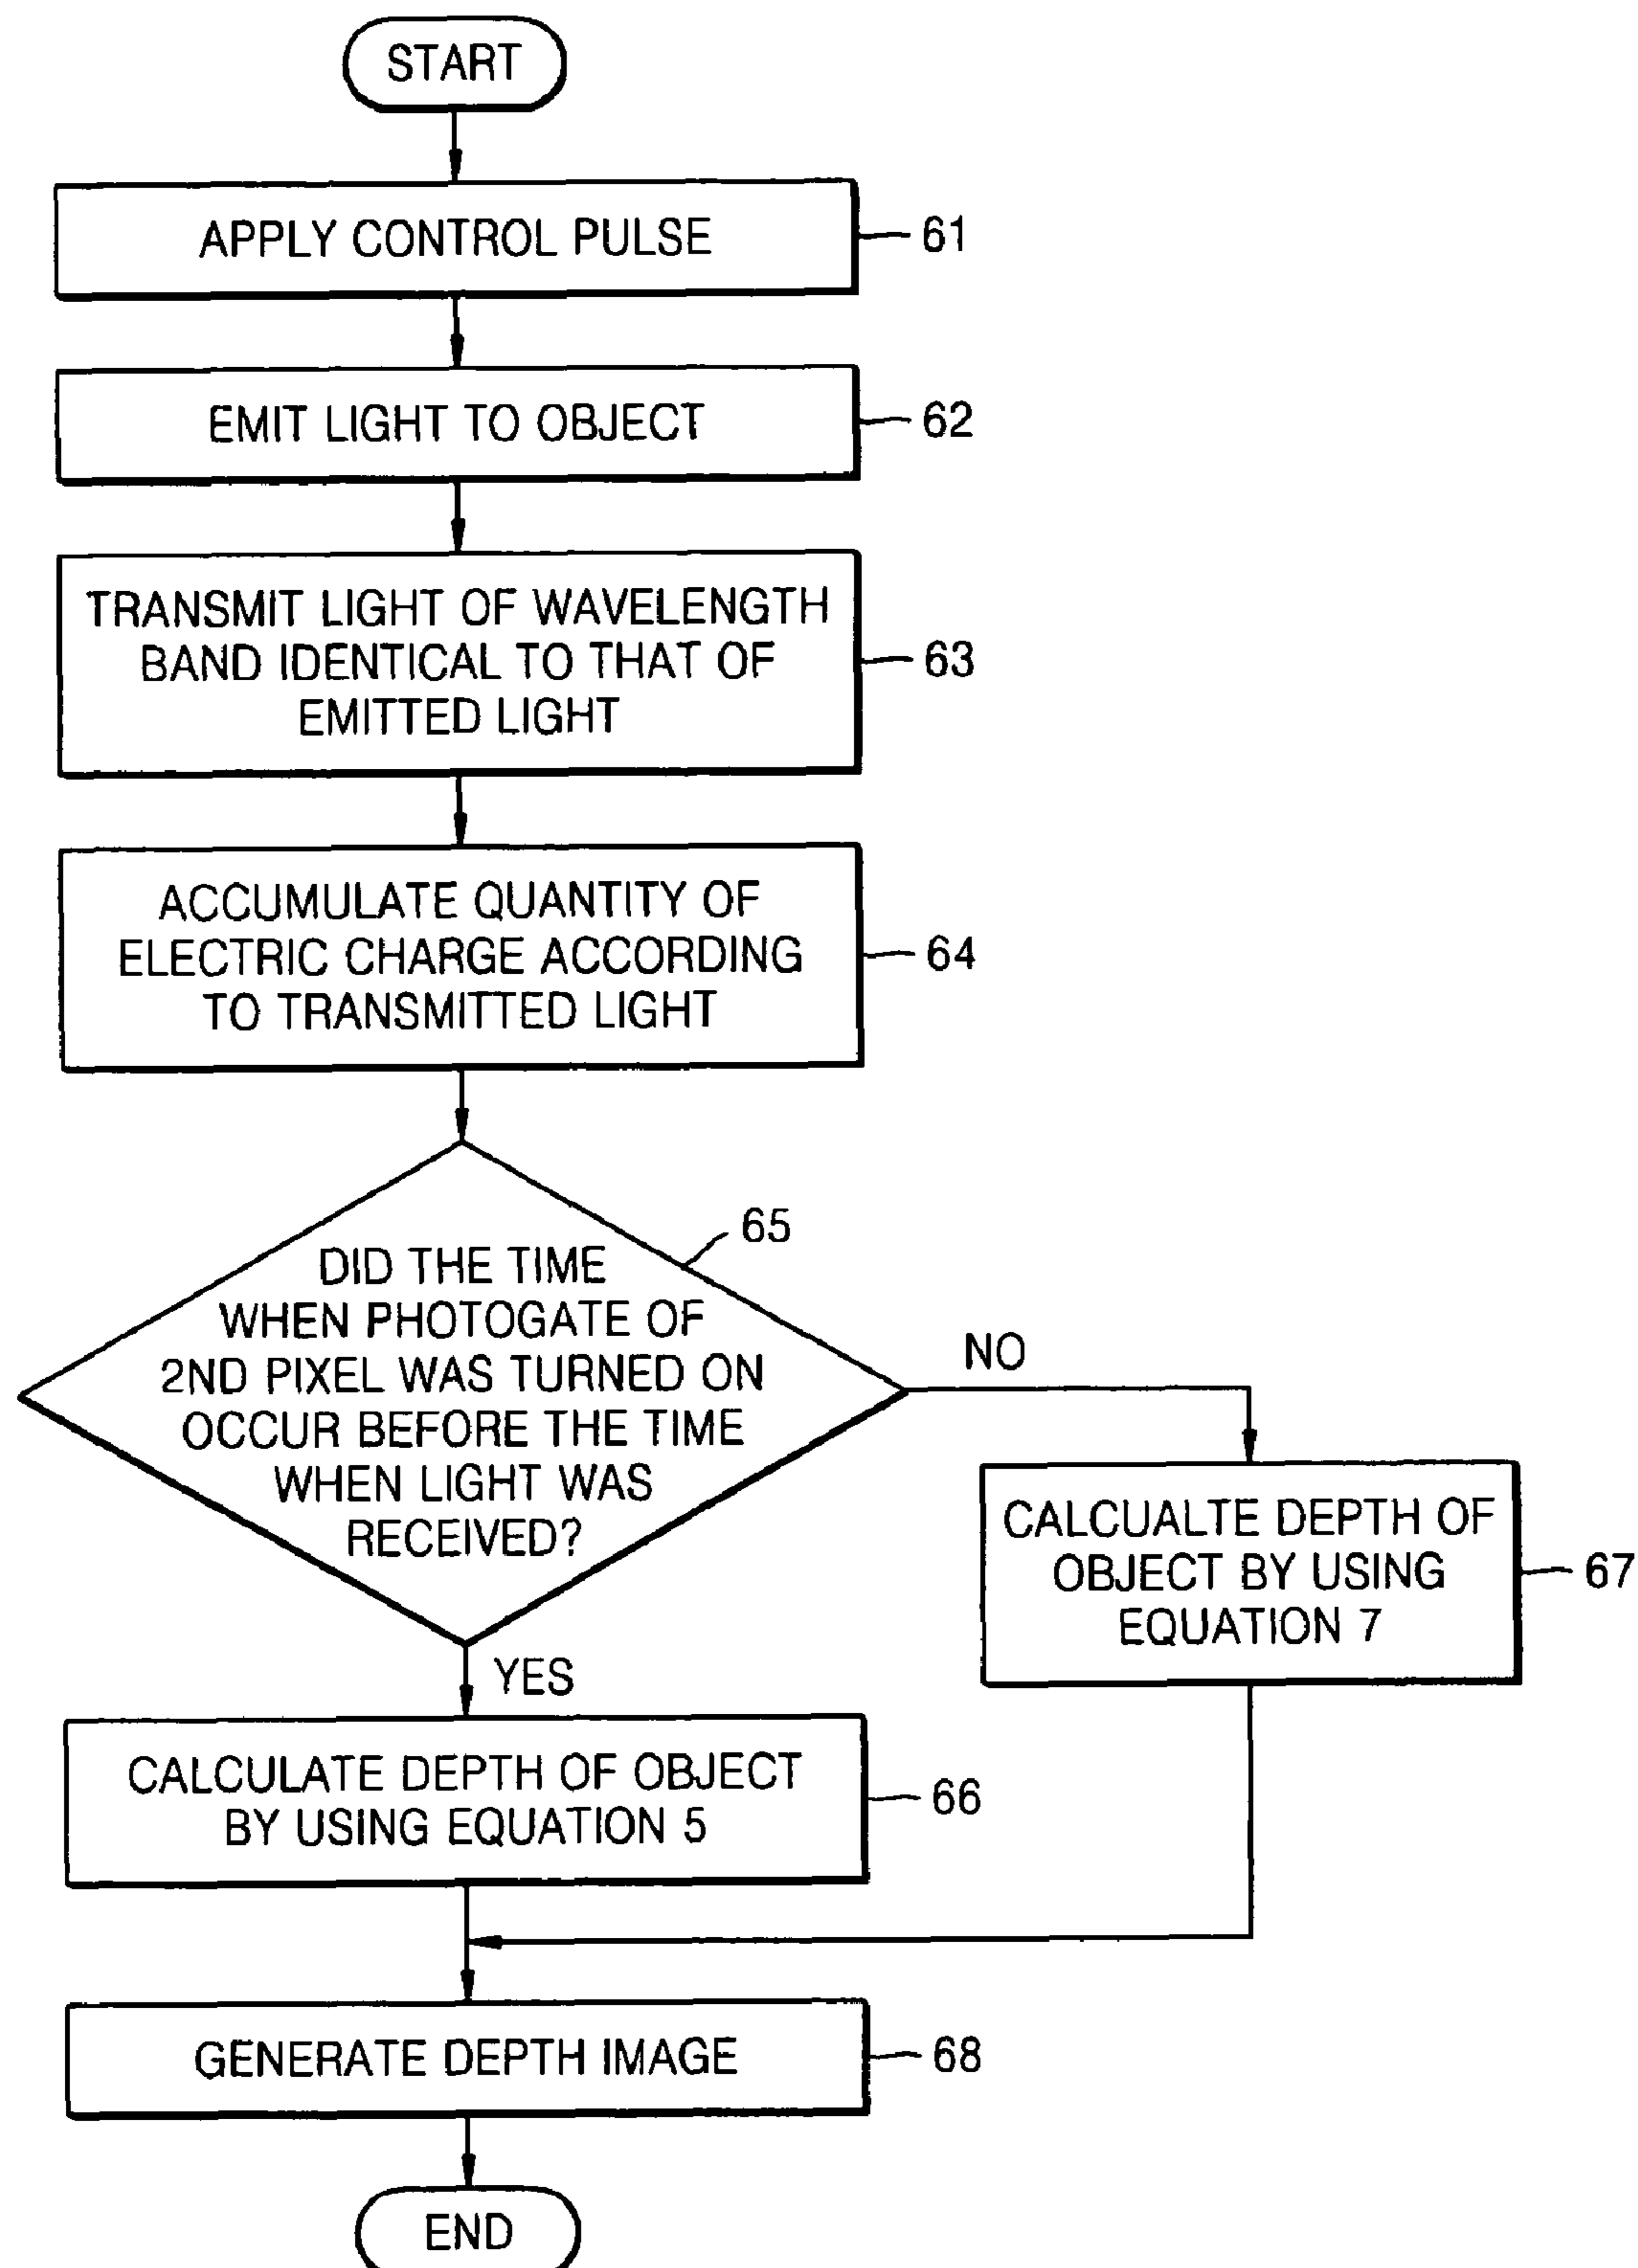 START
APPLY CONTROL PULSE
61
EMIT LIGHT TO OBJECT
62
TRANSMIT LIGHT OF WAVELENGTH
BAND IDENTICAL TO THAT OF
EMITTED LIGHT
63
ACCUMULATE QUANTITY OF
ELECTRIC CHARGE ACCORDING
TO TRANSMITTED LIGHT
64
65
DID THE TIME
WHEN PHOTOGATE OF
2ND PIXEL WAS TURNED ON
OCCUR BEFORE THE TIME
WHEN LIGHT WAS
RECEIVED?
NO
CALCUALTE DEPTH OF
OBJECT BY USING
EQUATION 7
67
YES
CALCULATE DEPTH OF OBJECT
BY USING EQUATION 5
66
GENERATE DEPTH IMAGE
68
END